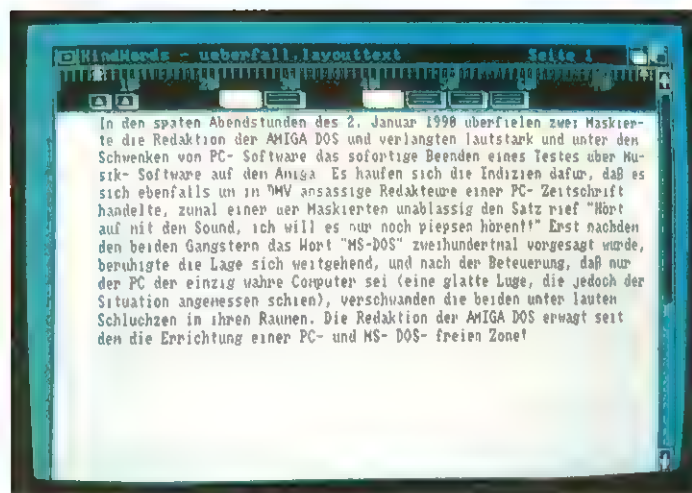 KindWords - ueberfall.layouttext Seite 1
In den spaten Abendstunden des 2. Januar 1990 uberfielen zwei Maskier-
te die Redaktion der AMIGA DOS und verlangten lautstark und unter den
Schwenken von PC- Software das sofortige Beenden eines Testes uber Mu-
sik- Software auf den Amiga Es haufen sich die Indizien dafur, daß es
sich ebenfalls um in DMV ansassige Redakteure einer PC- Zeitschrift
handelte, zumal einer der Maskierten unablassig den Satz rief "Hört
auf mit den Sound, ich will es nur noch piepsen hören!!" Erst nachden
den beiden Gangstern das Wort "MS-DOS" zweihundertmal vorgesagt wurde,
beruhigte die Lage sich weitgehend, und nach der Beteuerung, daß nur
der PC der einzig wahre Computer sei (eine glatte Luge, die jedoch der
Situation angemessen schien), verschwanden die beiden unter lauten
Schluchzen in ihren Raumen. Die Redaktion der AMIGA DOS erwagt seit
dem die Errichtung einer PC- und MS- DOS- freien Zone!